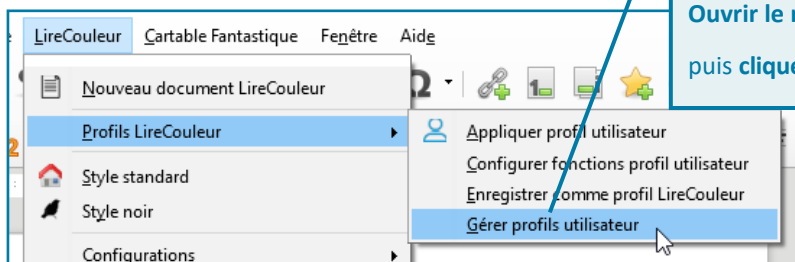 LireCouleur Cartable Fantastique Fenêtre Aide
Ouvrir le
puis clique
Nouveau document LireCouleur
Profils LireCouleur
Style standard
Style noir
Configurations
Appliquer profil utilisateur
Configurer fonctions profil utilisateur
Enregistrer comme profil LireCouleur
Gérer profils utilisateur